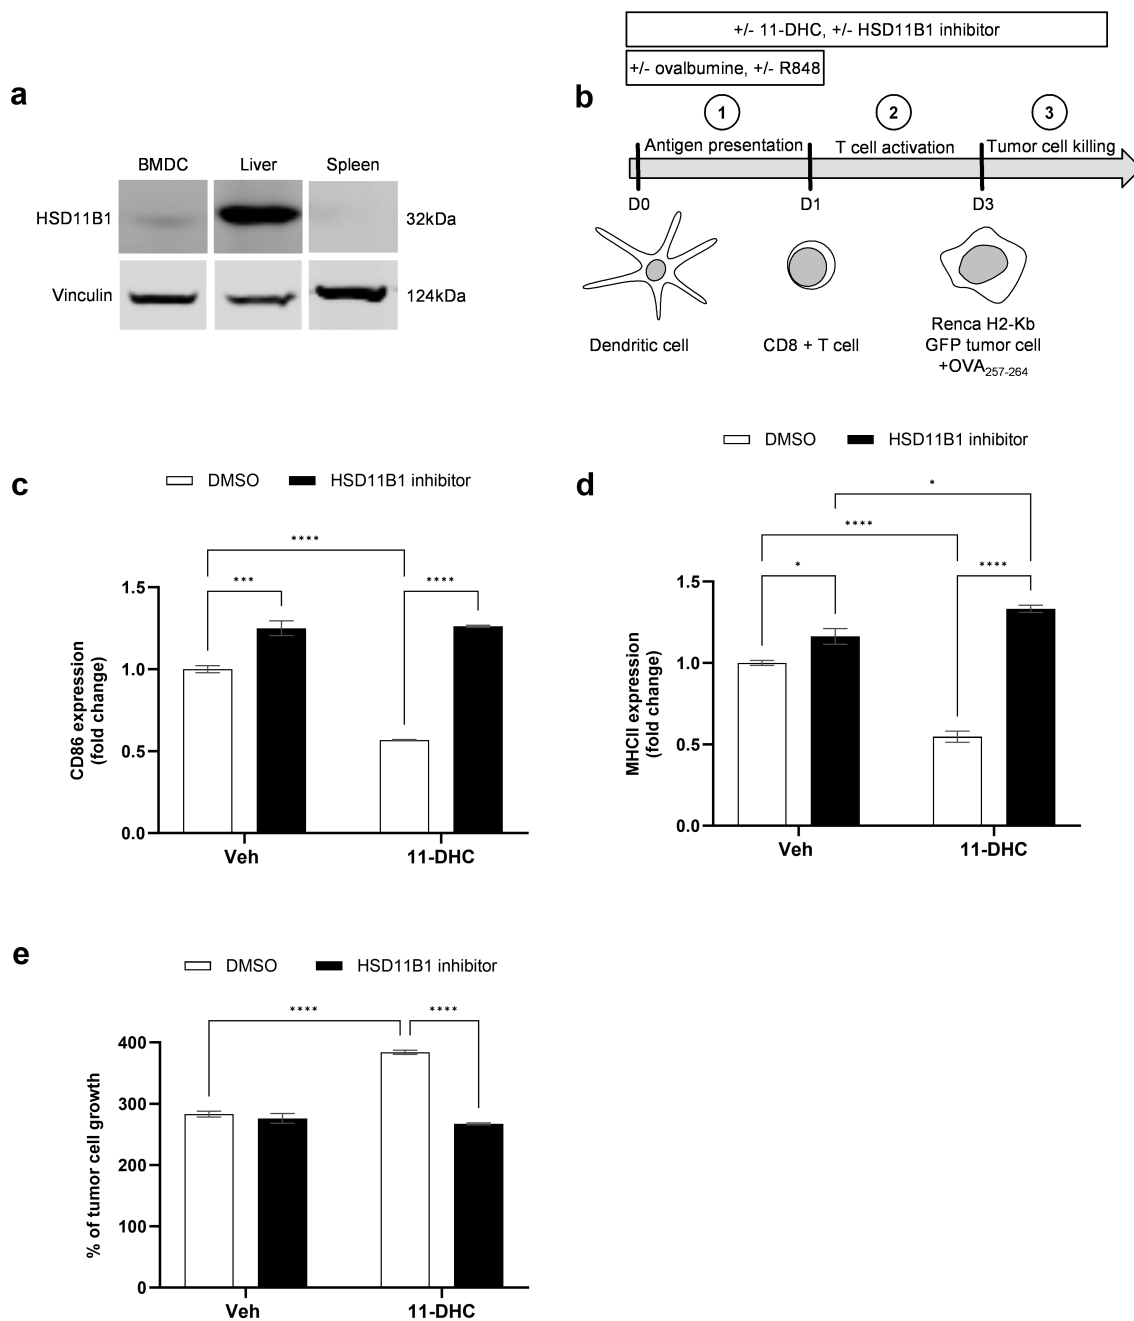 a
BMDC Liver Spleen
HSD11B1 32kDa
Vinculin 124kDa
b
+/- 11-DHC, +/- HSD11B1 inhibitor
+/- ovalbumine, +/- R848
1 2 3
Antigen presentation T cell activation Tumor cell killing
D0 D1 D3
Dendritic cell
CD8 + T cell
Renca H2-Kb
GFP tumor cell
+OVA257-264
c
DMSO HSD11B1 inhibitor
****
*** ****
CD86 expression
(fold change)
1.5
1.0
0.5
0.0
Veh 11-DHC
d
DMSO HSD11B1 inhibitor
*
****
* ****
MHCII expression
(fold change)
1.5
1.0
0.5
0.0
Veh 11-DHC
e
DMSO HSD11B1 inhibitor
**** ****
% of tumor cell growth
400
300
200
100
0
Veh 11-DHC